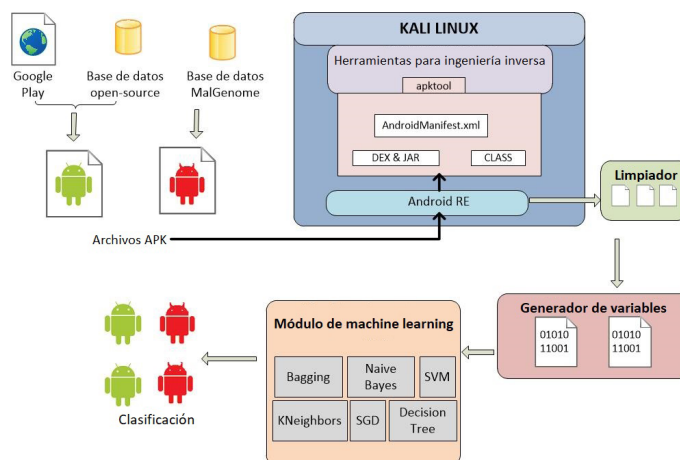 Google
Play
Base de datos
open-source
Base de datos
MalGenome
Archivos APK
KALI LINUX
Herramientas para ingeniería inversa
apktool
AndroidManifest.xml
DEX & JAR
CLASS
Android RE
Limpiador
Generador de variables
01010
11001
01010
11001
Módulo de machine learning
Bagging
Naive
Bayes
SVM
KNeighbors
SGD
Decision
Tree
Clasificación